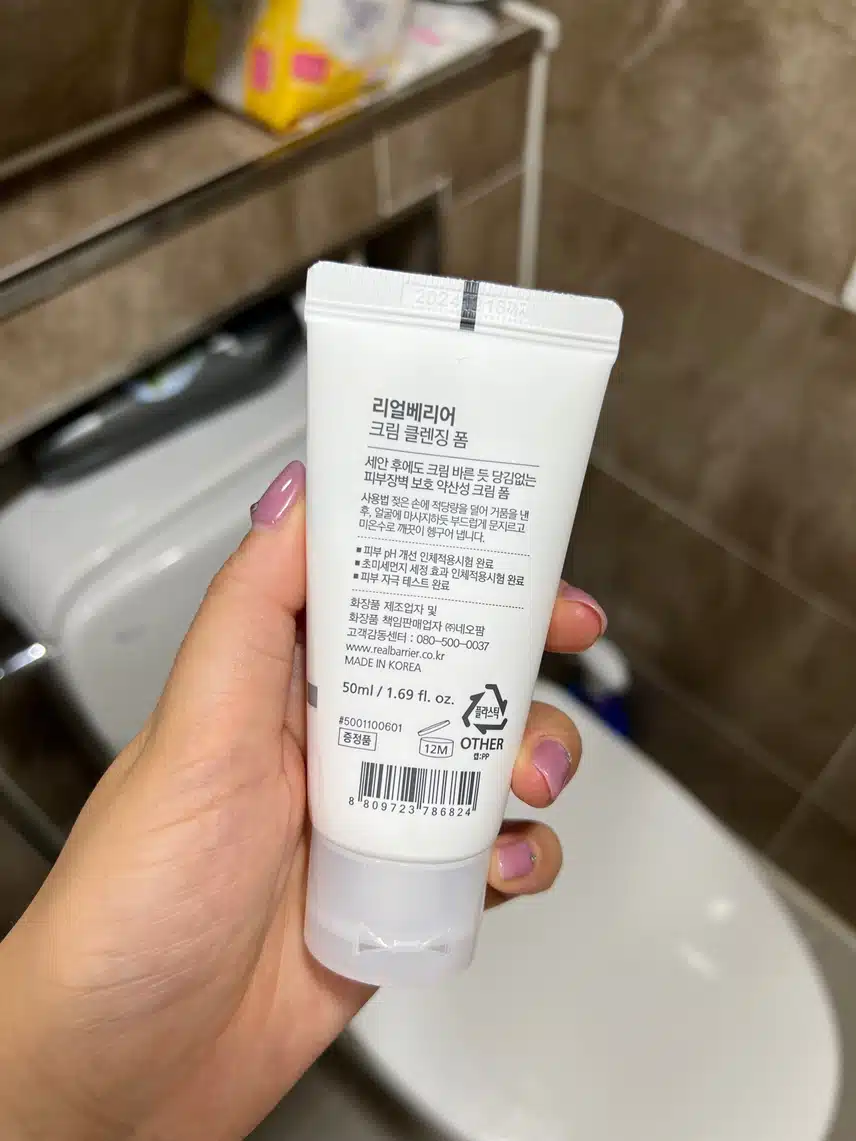 리얼베리어
크림 클렌징 폼
세안 후에도 크림 바른 듯 당김없는
피부장벽 보호 약산성 크림 폼
사용법 젖은 손에 적당량을 덜어 거품을 낸
후, 얼굴에 마사지하듯 부드럽게 문지르고
미온수로 깨끗이 헹구어 냅니다.
▪ 피부 pH 개선 인체적용시험 완료
▪ 초미세먼지 세정 효과 인체적용시험 완료
▪ 피부 자극 테스트 완료
화장품 제조업자 및
화장품 책임판매업자 ㈜네오팜
고객감동센터 : 080-500-0037
www.realbarrier.co.kr
MADE IN KOREA
50ml / 1.69 fl. oz.
플라스틱
#5001100601
증정품
12M
OTHER
캡:PP
8 809723 786824